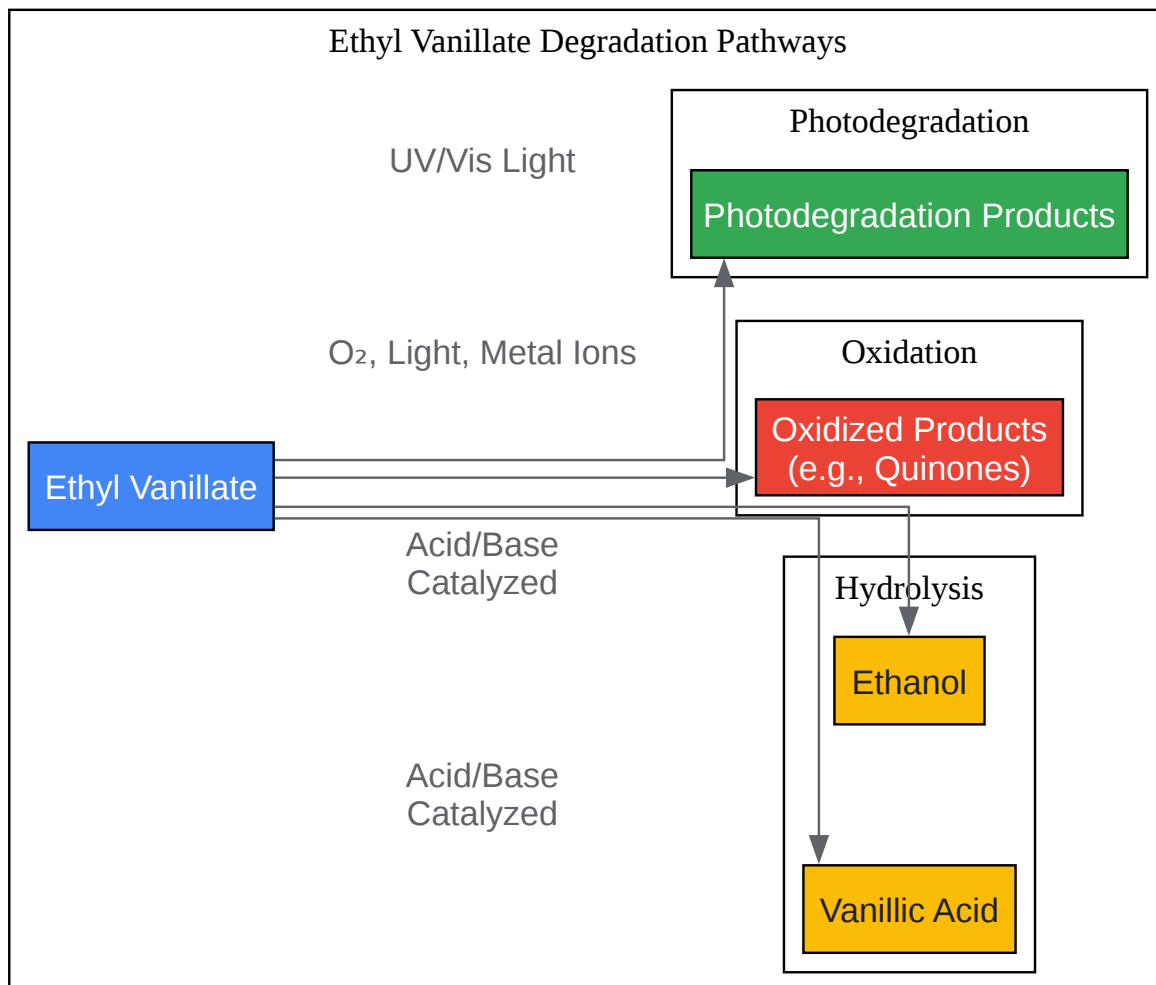 Ethyl Vanillate Degradation Pathways
Photodegradation
UV/Vis Light
Photodegradation Products
O₂, Light, Metal Ions
Oxidation
Oxidized Products
(e.g., Quinones)
Ethyl Vanillate
Acid/Base
Catalyzed
Hydrolysis
Ethanol
Acid/Base
Catalyzed
Vanillic Acid